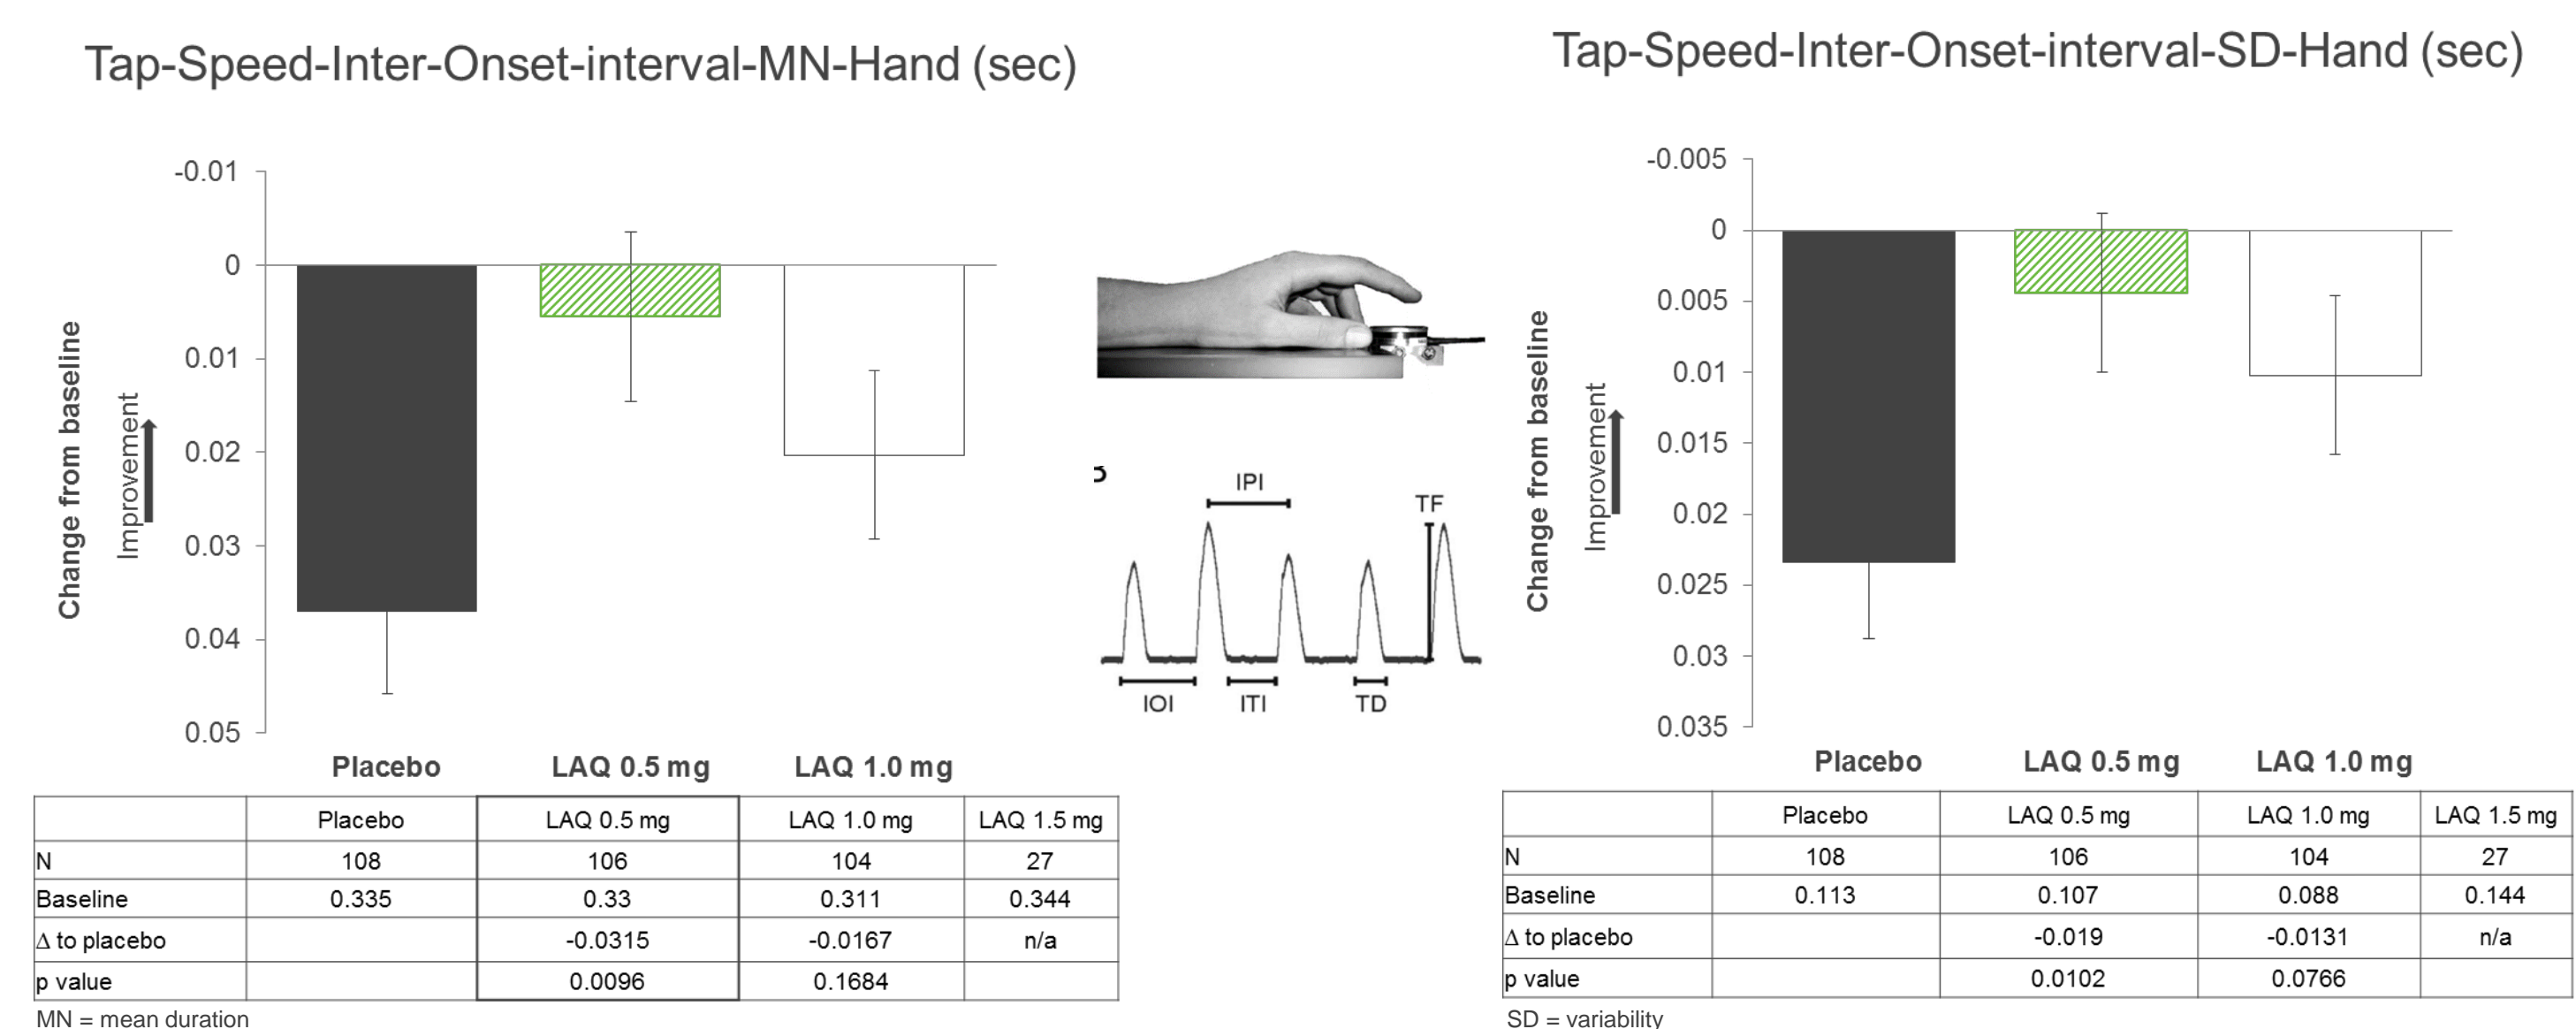 Tap-Speed-Inter-Onset-interval-MN-Hand (sec)
-0.01
0
0.01
0.02
0.03
0.04
0.05
Change from baseline
Improvement
Placebo LAQ 0.5 mg LAQ 1.0 mg
Placebo LAQ 0.5 mg LAQ 1.0 mg LAQ 1.5 mg
N 108 106 104 27
Baseline 0.335 0.33 0.311 0.344
Δ to placebo -0.0315 -0.0167 n/a
p value 0.0096 0.1684
MN = mean duration
IPI
TF
IOI ITI TD
Tap-Speed-Inter-Onset-interval-SD-Hand (sec)
-0.005
0
0.005
0.01
0.015
0.02
0.025
0.03
0.035
Change from baseline
Improvement
Placebo LAQ 0.5 mg LAQ 1.0 mg
Placebo LAQ 0.5 mg LAQ 1.0 mg LAQ 1.5 mg
N 108 106 104 27
Baseline 0.113 0.107 0.088 0.144
Δ to placebo -0.019 -0.0131 n/a
p value 0.0102 0.0766
SD = variability